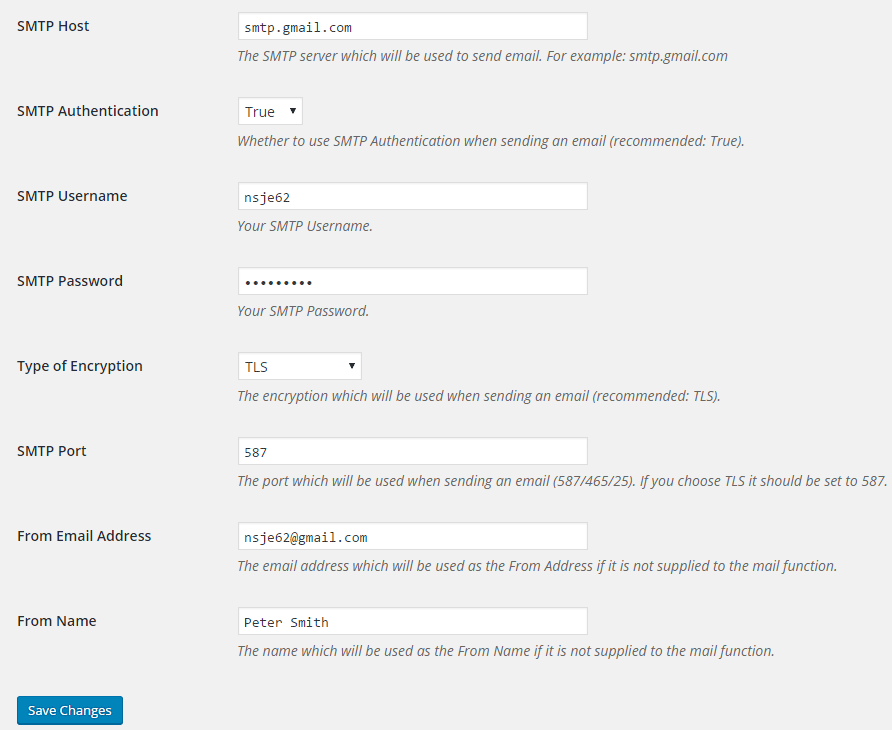 SMTP Host
smtp.gmail.com
The SMTP server which will be used to send email. For example: smtp.gmail.com
SMTP Authentication
True
Whether to use SMTP Authentication when sending an email (recommended: True).
SMTP Username
nsje62
Your SMTP Username.
SMTP Password
•••••••••
Your SMTP Password.
Type of Encryption
TLS
The encryption which will be used when sending an email (recommended: TLS).
SMTP Port
587
The port which will be used when sending an email (587/465/25). If you choose TLS it should be set to 587.
From Email Address
nsje62@gmail.com
The email address which will be used as the From Address if it is not supplied to the mail function.
From Name
Peter Smith
The name which will be used as the From Name if it is not supplied to the mail function.
Save Changes